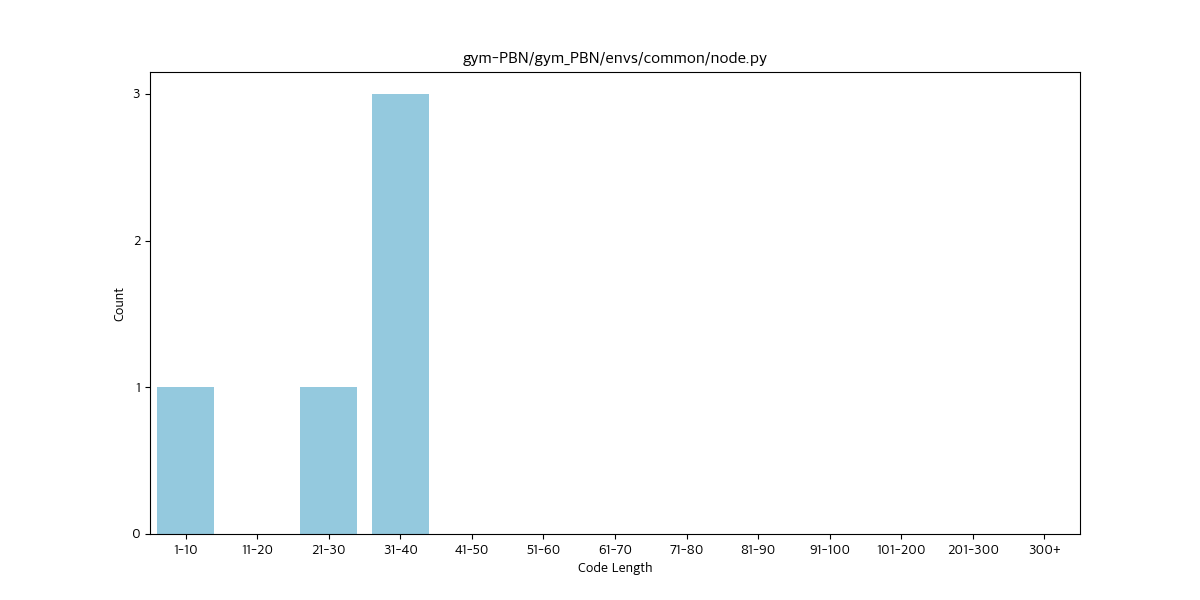 gym-PBN/gym_PBN/envs/common/node.py
Count
3
2
1
0
1-10 11-20 21-30 31-40 41-50 51-60 61-70 71-80 81-90 91-100 101-200 201-300 300+
Code Length